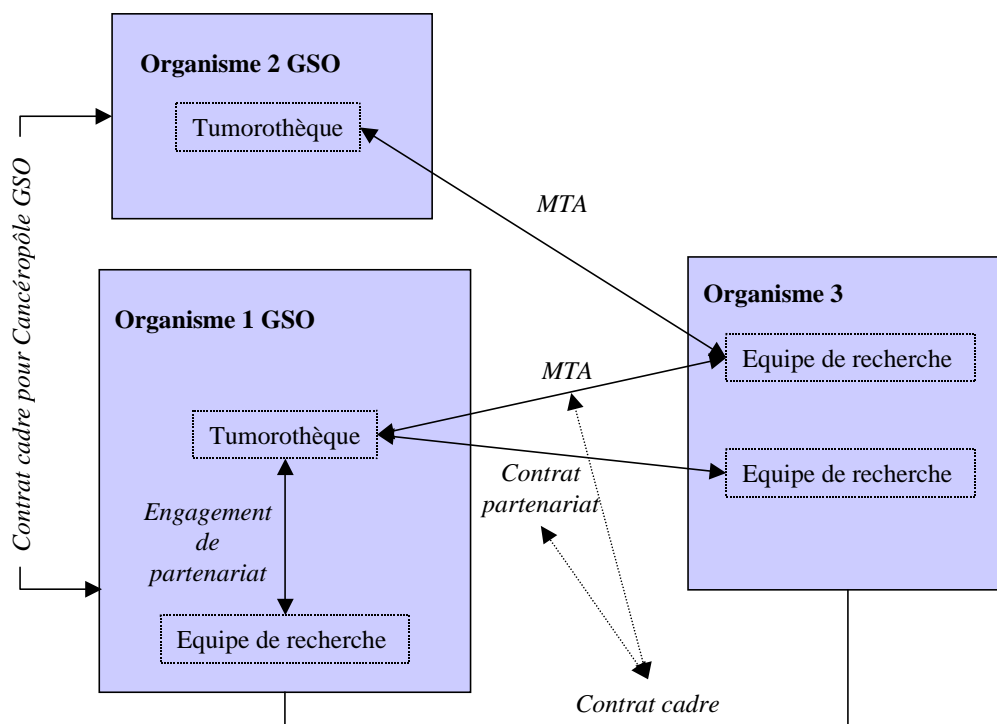 Contrat cadre pour Cancéropôle GSO
Organisme 2 GSO
Tumorothèque
MTA
Organisme 1 GSO
Tumorothèque
Engagement
de
partenariat
Equipe de recherche
MTA
Contrat
partenariat
Contrat cadre
Organisme 3
Equipe de recherche
Equipe de recherche